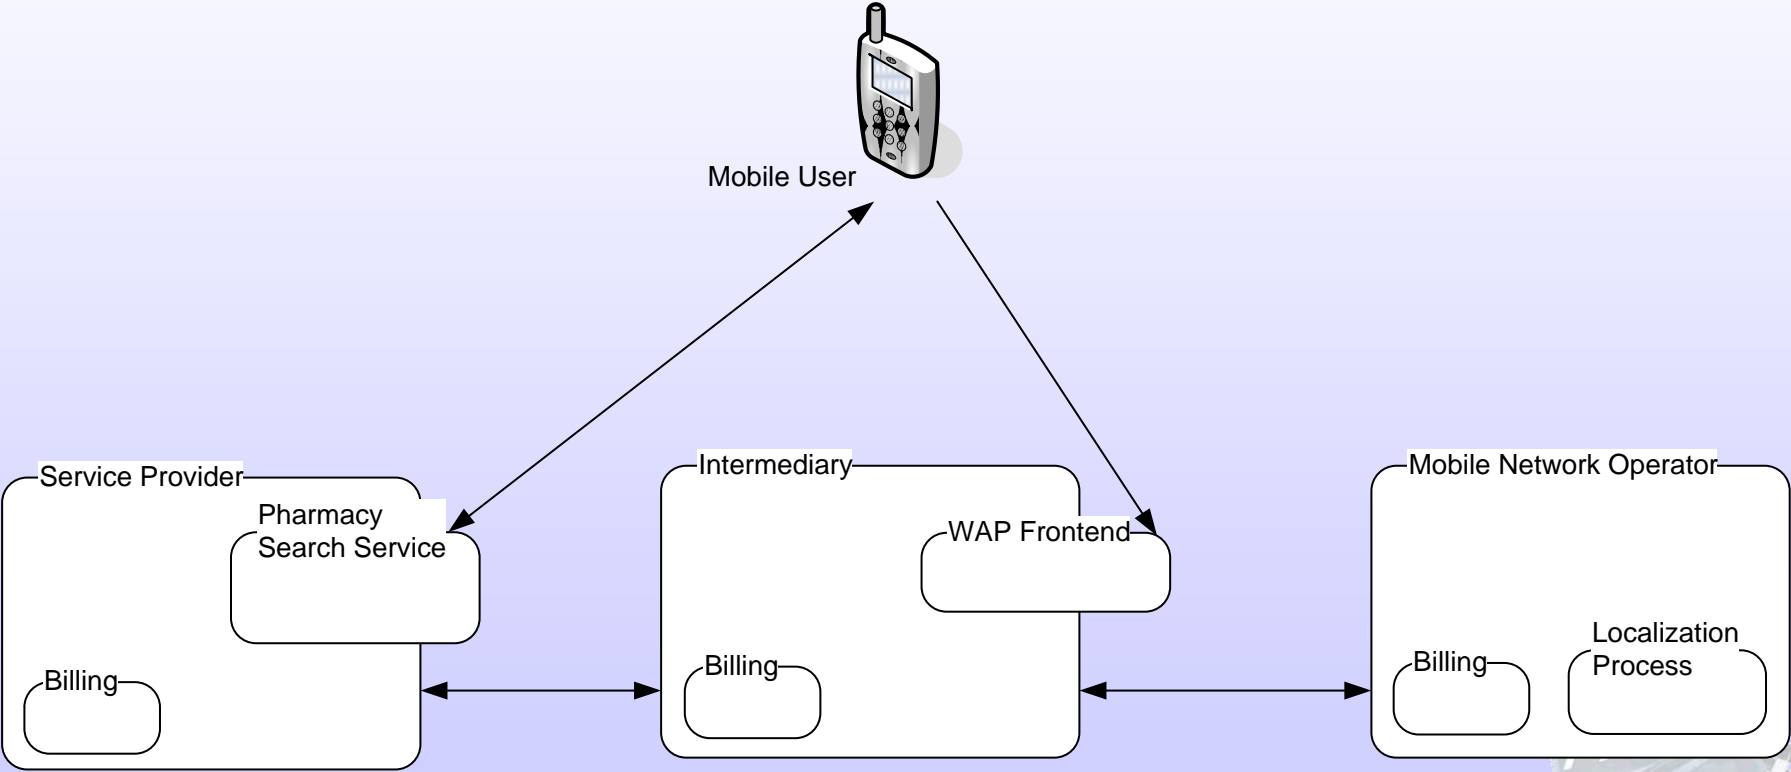 Mobile User
Service Provider
Pharmacy
Search Service
Billing
Intermediary
WAP Frontend
Billing
Mobile Network Operator
Billing
Localization
Process